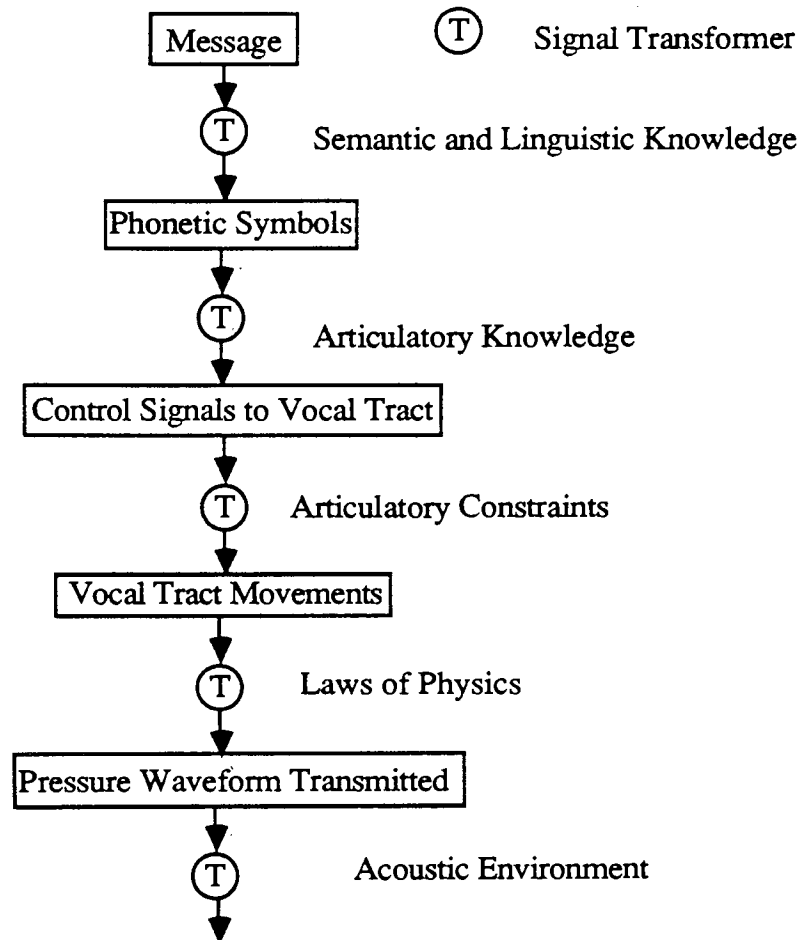 Message
T Signal Transformer
T Semantic and Linguistic Knowledge
Phonetic Symbols
T Articulatory Knowledge
Control Signals to Vocal Tract
T Articulatory Constraints
Vocal Tract Movements
T Laws of Physics
Pressure Waveform Transmitted
T Acoustic Environment